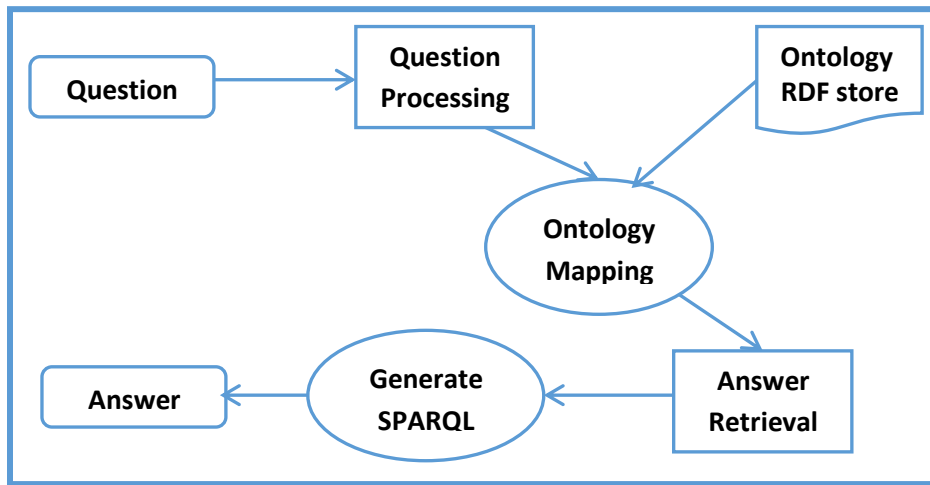 Question
Question
Processing
Ontology
RDF store
Ontology
Mapping
Answer
Retrieval
Generate
SPARQL
Answer